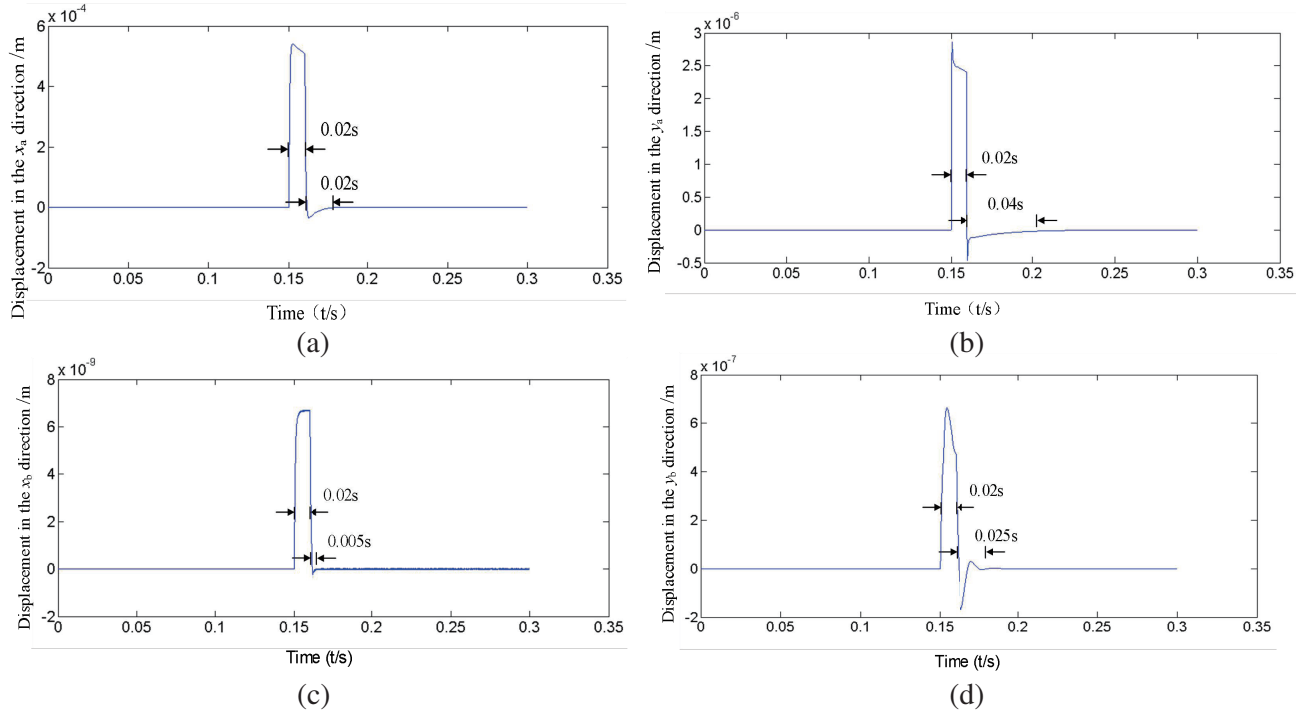 x 10-4
6
4
2
0
-2
Displacement in the xa direction /m
0.02s
0.02s
0 0.05 0.1 0.15 0.2 0.25 0.3 0.35
Time（t/s）
(a)
x 10-6
3
2.5
2
1.5
1
0.5
0
-0.5
Displacement in the ya direction /m
0.02s
0.04s
0 0.05 0.1 0.15 0.2 0.25 0.3 0.35
Time（t/s）
(b)
x 10-9
8
6
4
2
0
-2
Displacement in the xb direction /m
0.02s
0.005s
0 0.05 0.1 0.15 0.2 0.25 0.3 0.35
Time (t/s)
(c)
x 10-7
8
6
4
2
0
-2
Displacement in the yb direction /m
0.02s
0.025s
0 0.05 0.1 0.15 0.2 0.25 0.3 0.35
Time (t/s)
(d)